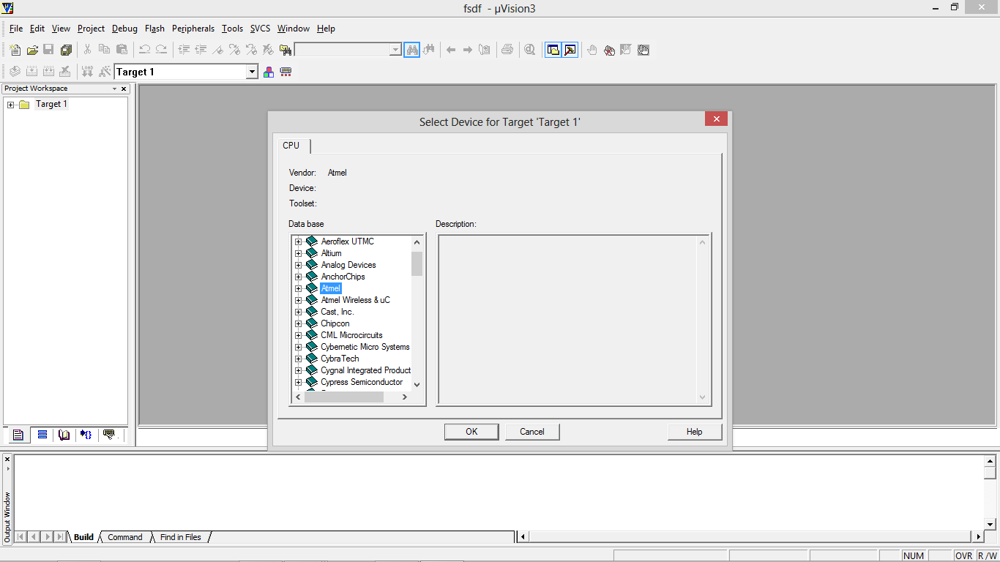 fsdf - µVision3
File Edit View Project Debug Flash Peripherals Tools SVCS Window Help
LOAD
Target 1
Project Workspace
Target 1
Select Device for Target 'Target 1'
CPU
Vendor: Atmel
Device:
Toolset:
Data base
Description:
Aeroflex UTMC
Altium
Analog Devices
AnchorChips
Atmel
Atmel Wireless & uC
Cast, Inc.
Chipcon
CML Microcircuits
Cybernetic Micro Systems
CybraTech
Cygnal Integrated Product
Cypress Semiconductor
OK Cancel Help
Output Window
Build Command Find in Files
NUM OVR R/W